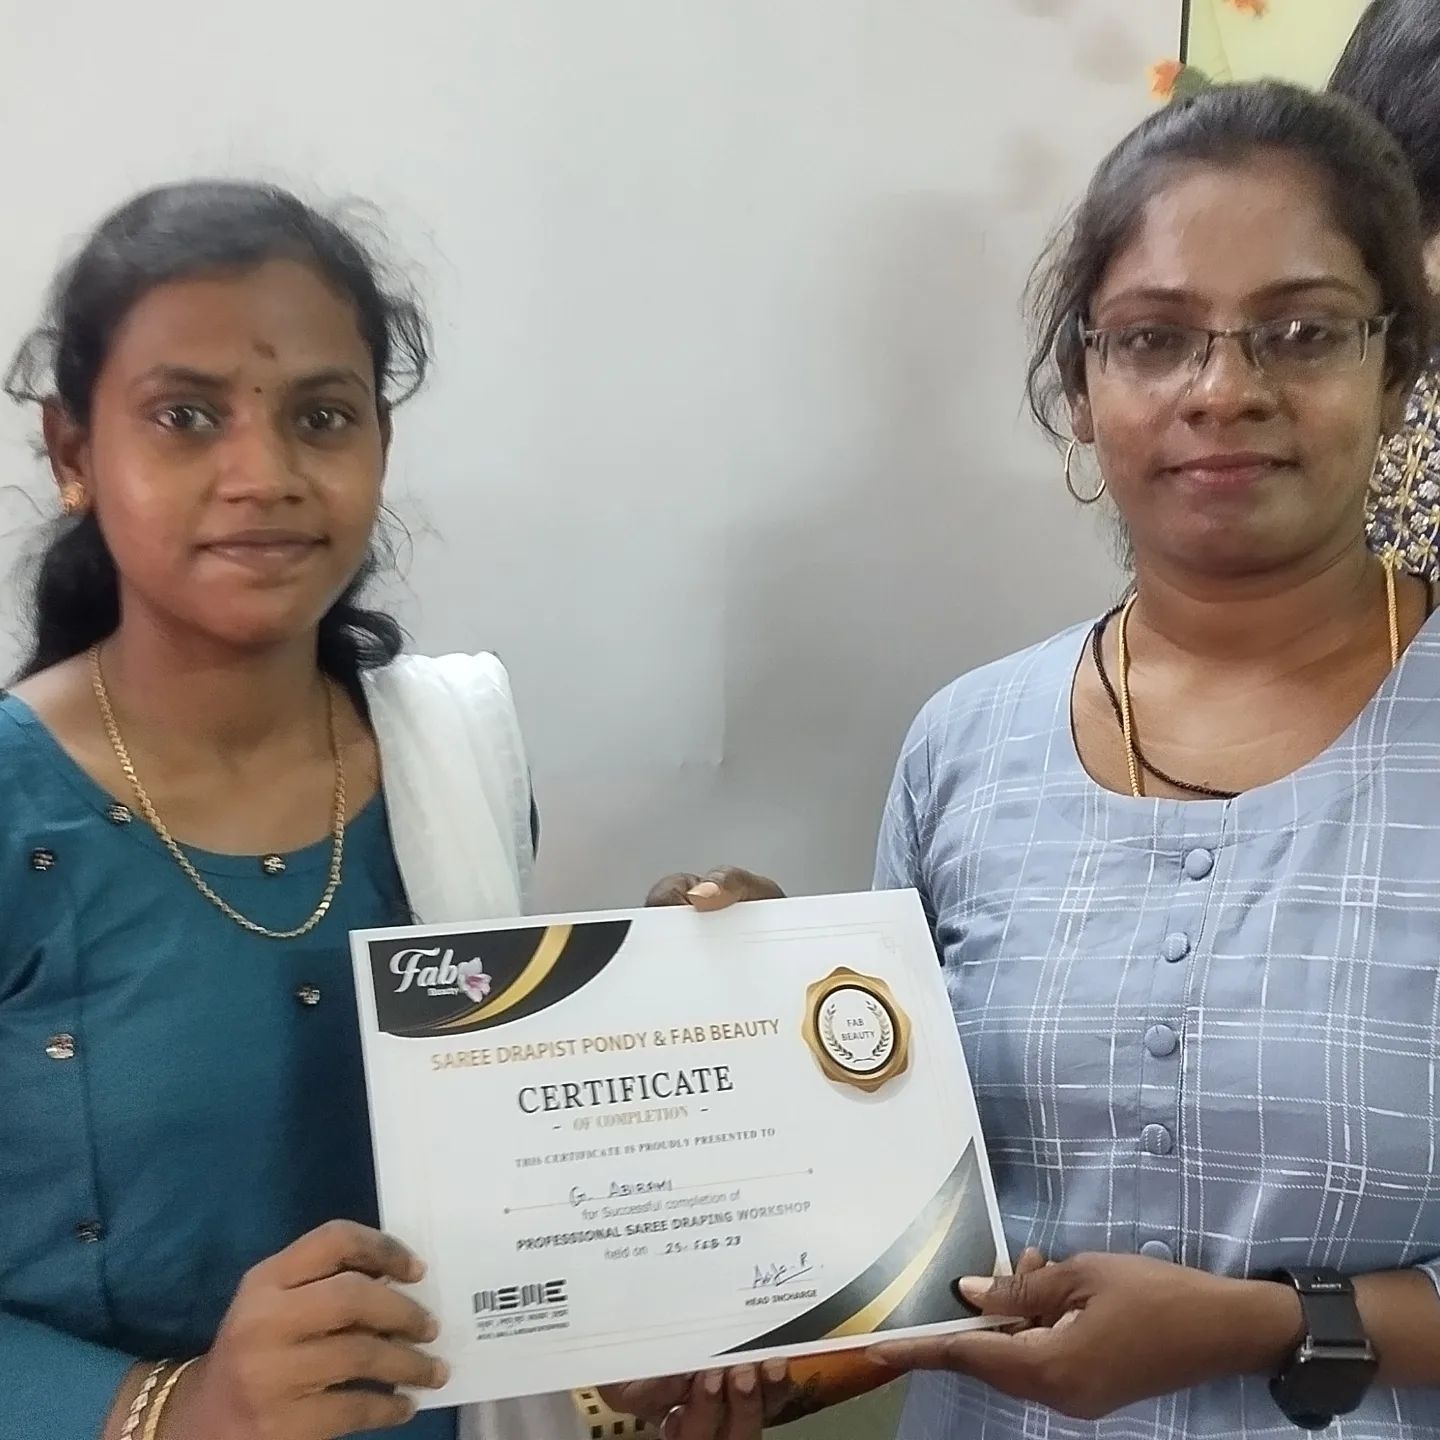 Fab
Beauty
SAREE DRAPIST PONDY & FAB BEAUTY
FAB
BEAUTY
CERTIFICATE
- OF COMPLETION -
THIS CERTIFICATE IS PROUDLY PRESENTED TO
G. ABIRAMI
for Successful completion of
PROFESSIONAL SAREE DRAPING WORKSHOP
held on 25- FEB 23
HEAD INCHARGE
MSME